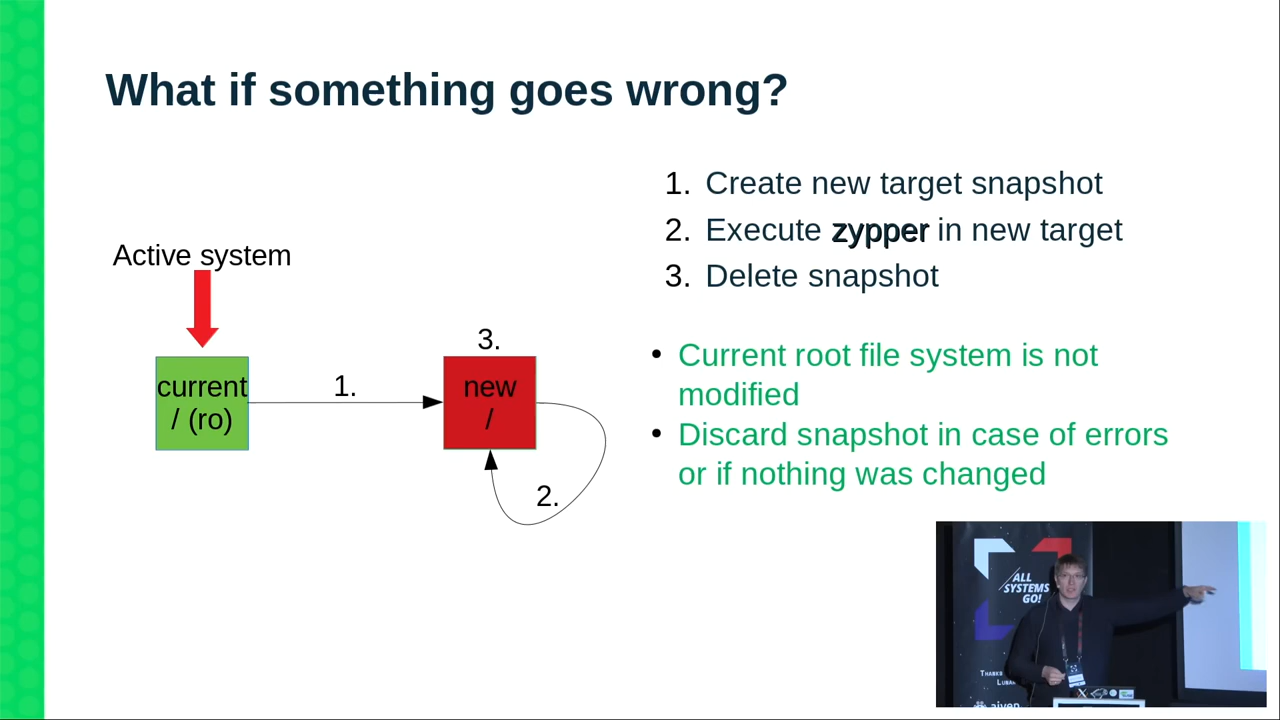 What if something goes wrong?
1. Create new target snapshot
2. Execute zypper in new target
3. Delete snapshot
Active system
3.
current
/ (ro)
1.
new
/
2.
• Current root file system is not
modified
• Discard snapshot in case of errors
or if nothing was changed
ALL
SYSTEMS
GO!
THANKS
aiven